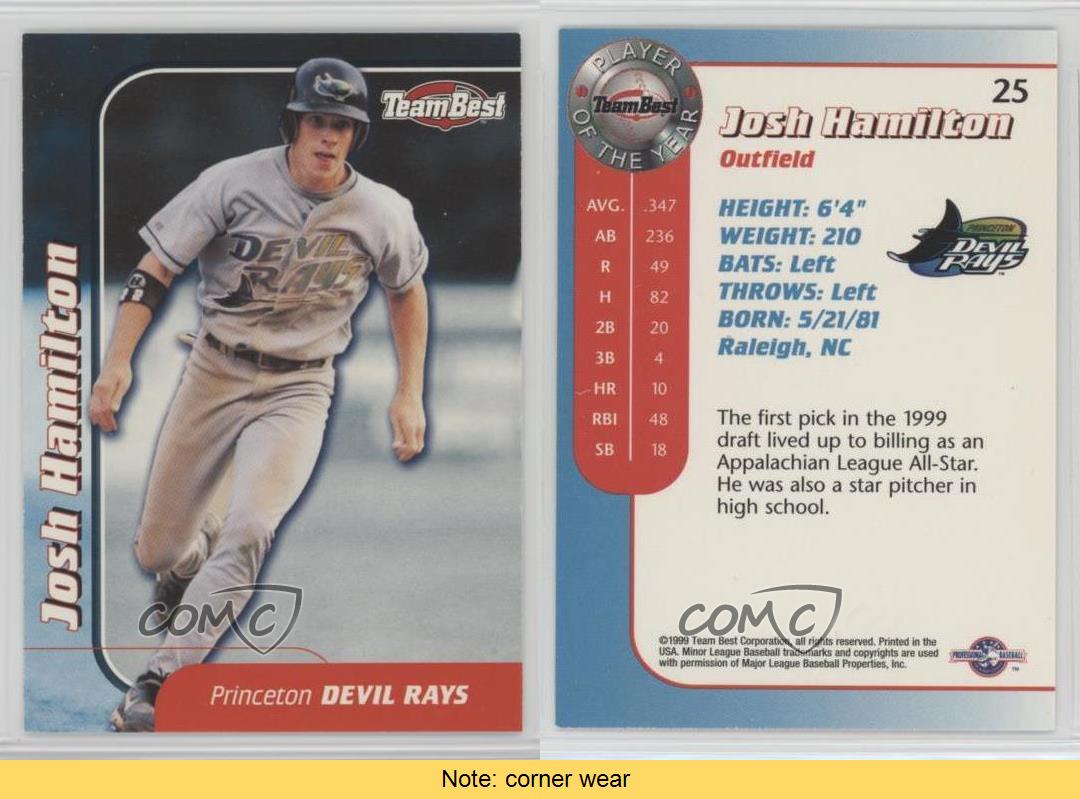 TeamBest
DEVIL
RAYS
Josh Hamilton
Princeton DEVIL RAYS
COMC
PLAYER
TeamBest
OF THE YEAR
25
Josh Hamilton
Outfield
AVG. .347
AB 236
R 49
H 82
2B 20
3B 4
HR 10
RBI 48
SB 18
HEIGHT: 6'4"
WEIGHT: 210
BATS: Left
THROWS: Left
BORN: 5/21/81
Raleigh, NC
PRINCETON
DEVIL
RAYS
The first pick in the 1999
draft lived up to billing as an
Appalachian League All-Star.
He was also a star pitcher in
high school.
COMC
©1999 Team Best Corporation, all rights reserved. Printed in the
USA. Minor League Baseball trademarks and copyrights are used
with permission of Major League Baseball Properties, Inc.
PROFESSIONAL BASEBALL
Note: corner wear